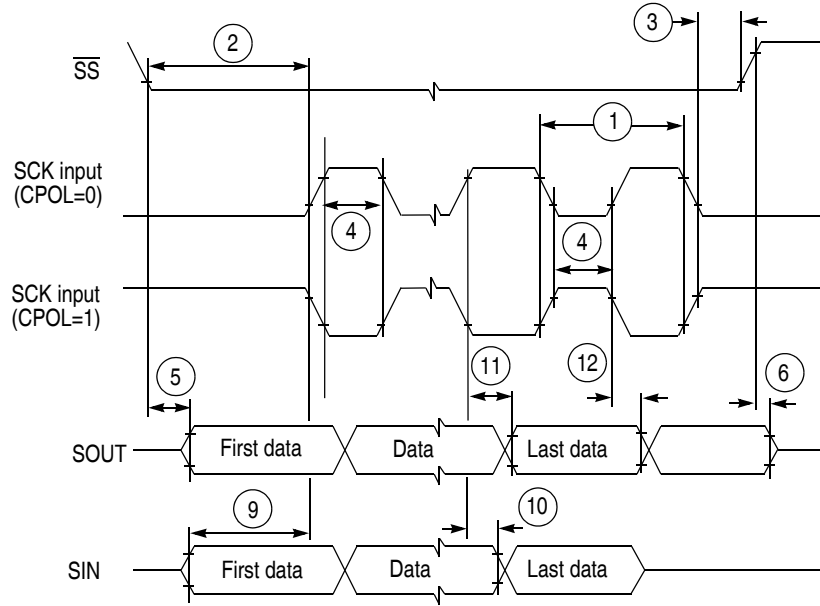 2
3
S̅S̅
1
SCK input
(CPOL=0)
4
4
SCK input
(CPOL=1)
5
11
12
6
SOUT
First data
Data
Last data
9
10
SIN
First data
Data
Last data